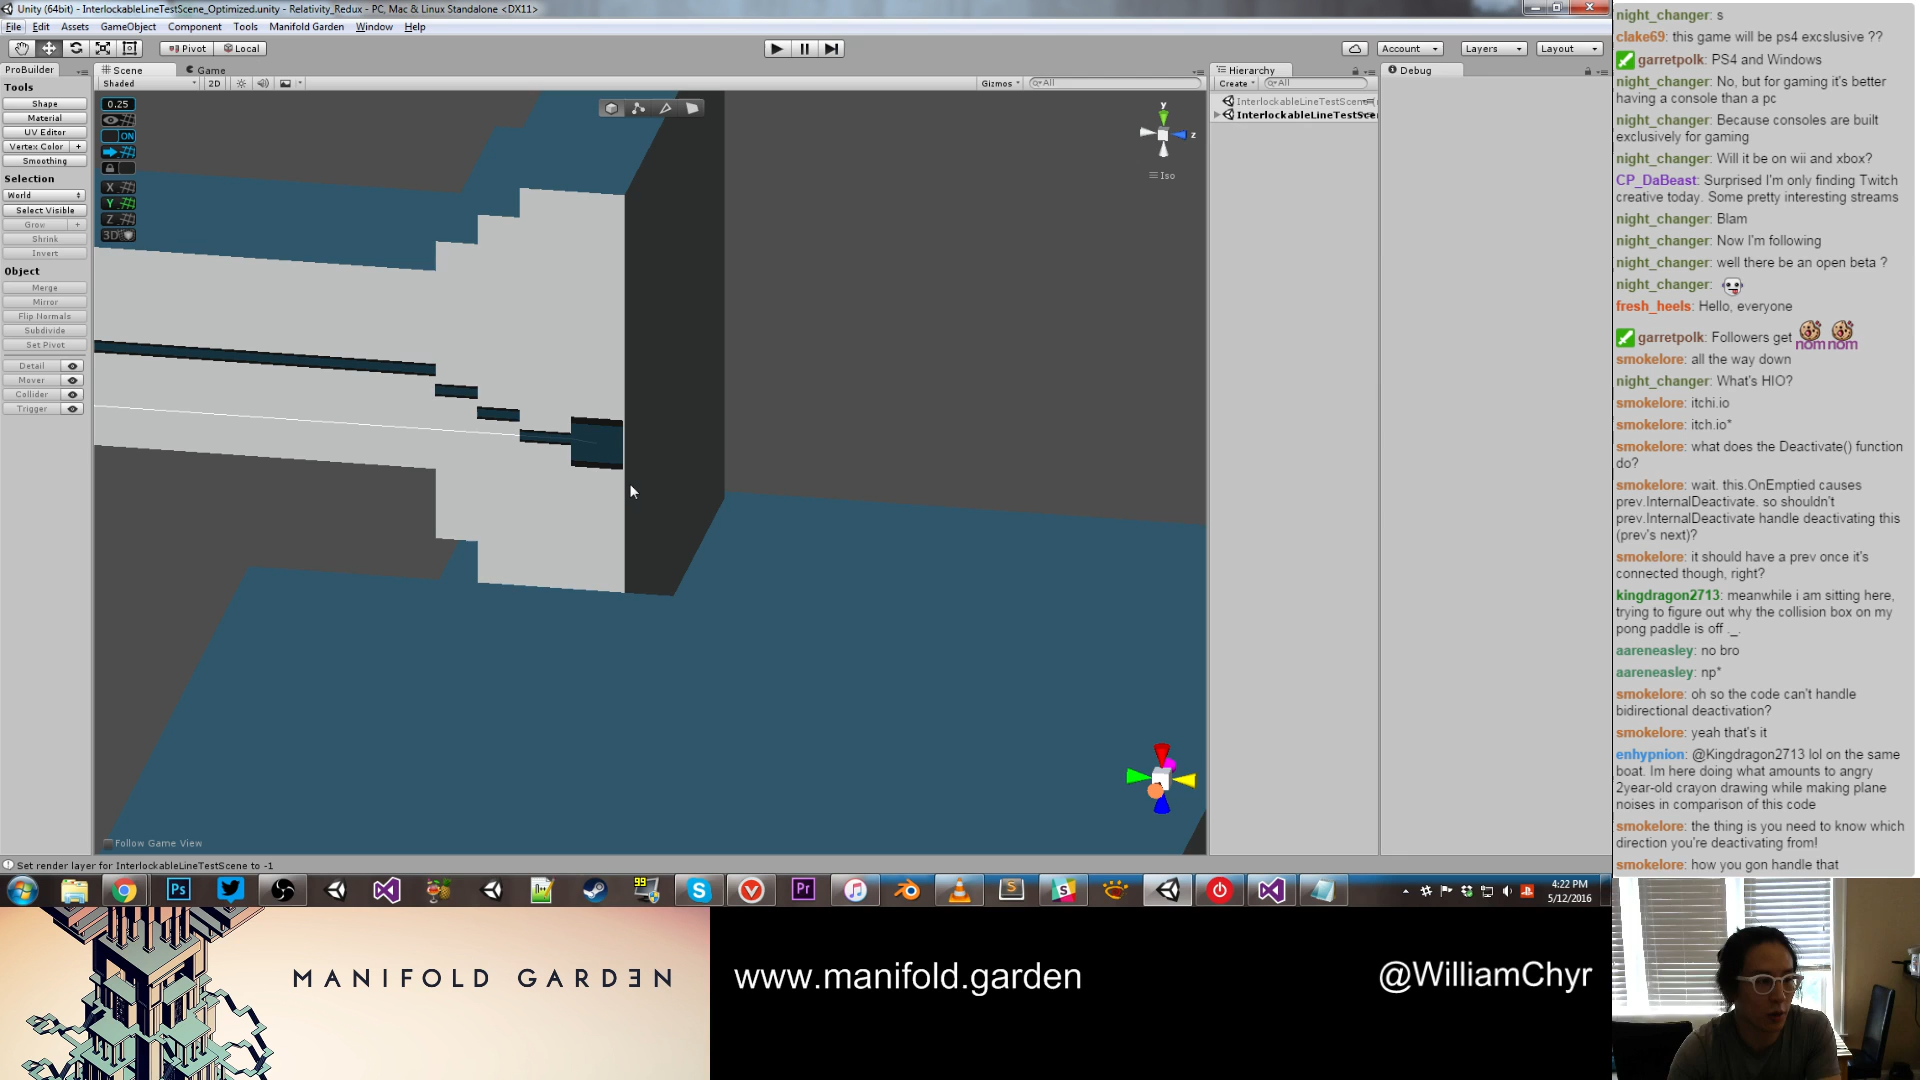 Unity (64bit) - InterlockableLineTestScene_Optimized.unity - Relativity_Redux - PC, Mac & Linux Standalone <DX11>
File Edit Assets GameObject Component Tools Manifold Garden Window Help
Pivot Local Account Layers Layout
ProBuilder
Scene Game
Hierarchy
Debug
Shaded 2D Gizmos All
Create All
Tools
Shape
Material
UV Editor
Vertex Color +
Smoothing
Selection
World
Select Visible
Grow +
Shrink
Invert
Object
Merge
Mirror
Flip Normals
Subdivide
Set Pivot
Detail
Mover
Collider
Trigger
0.25
ON
X
Y
Z
3D
y
z
Iso
InterlockableLineTestScen
InterlockableLineTestScer
Follow Game View
Set render layer for InterlockableLineTestScene to -1
night_changer: s
clake69: this game will be ps4 excslusive ??
garretpolk: PS4 and Windows
night_changer: No, but for gaming it's better
having a console than a pc
night_changer: Because consoles are built
exclusively for gaming
night_changer: Will it be on wii and xbox?
CP_DaBeast: Surprised I'm only finding Twitch
creative today. Some pretty interesting streams
night_changer: Blam
night_changer: Now I'm following
night_changer: well there be an open beta ?
night_changer:
fresh_heels: Hello, everyone
garretpolk: Followers get nom nom
smokelore: all the way down
night_changer: What's HIO?
smokelore: itchi.io
smokelore: itch.io*
smokelore: what does the Deactivate() function
do?
smokelore: wait. this.OnEmptied causes
prev.InternalDeactivate. so shouldn't
prev.InternalDeactivate handle deactivating this
(prev's next)?
smokelore: it should have a prev once it's
connected though, right?
kingdragon2713: meanwhile i am sitting here,
trying to figure out why the collision box on my
pong paddle is off ._.
aareneasley: no bro
aareneasley: np*
smokelore: oh so the code can't handle
bidirectional deactivation?
smokelore: yeah that's it
enhypnion: @Kingdragon2713 lol on the same
boat. Im here doing what amounts to angry
2year-old crayon drawing while making plane
noises in comparison of this code
smokelore: the thing is you need to know which
direction you're deactivating from!
smokelore: how you gon handle that
Ps
99
Pr
S
4:22 PM
5/12/2016
MANIFOLD GARDƎN
www.manifold.garden
@WilliamChyr